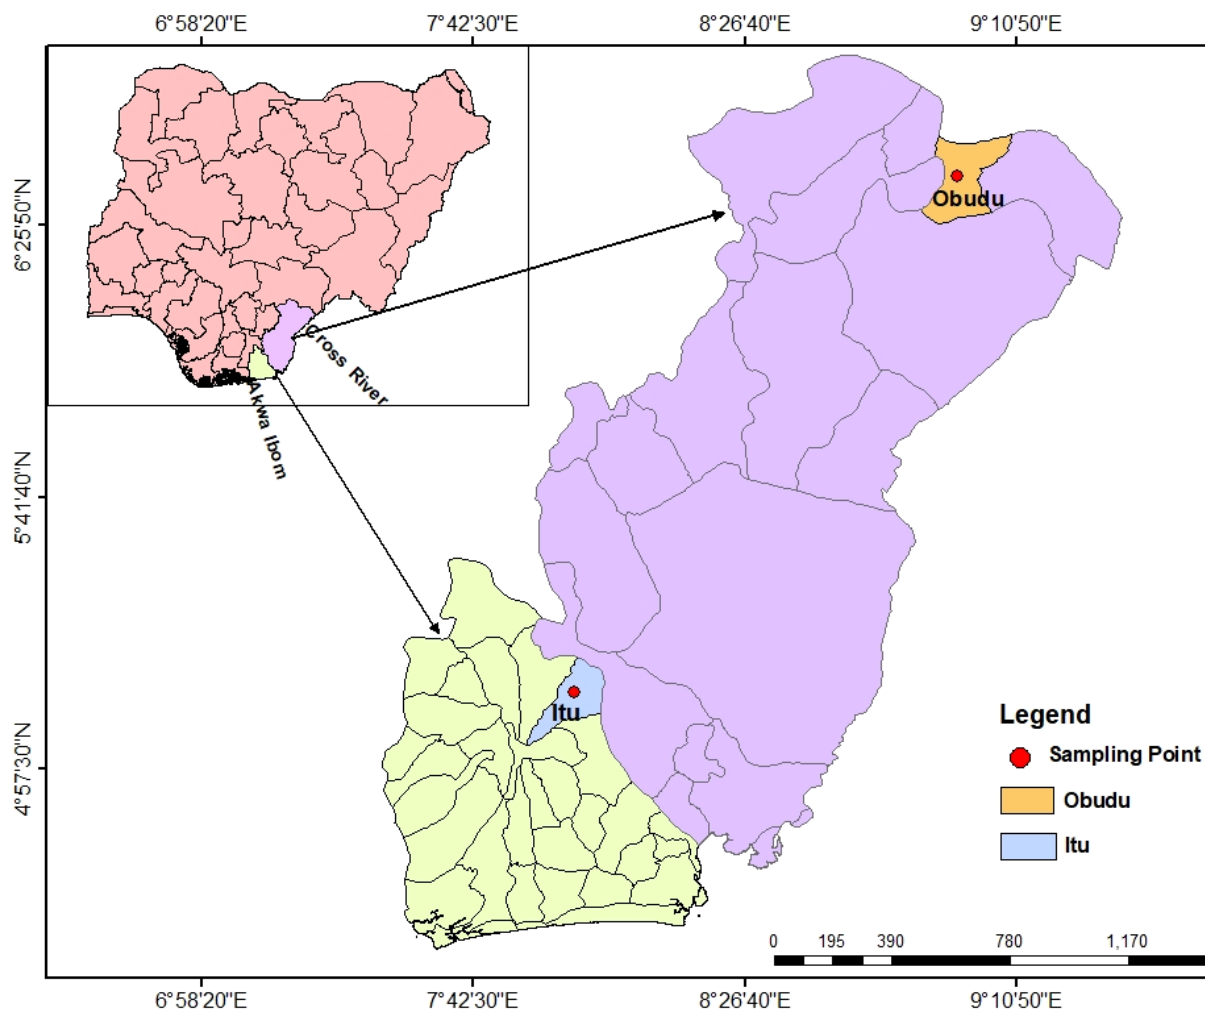 6°58'20"E 7°42'30"E 8°26'40"E 9°10'50"E
6°25'50"N
5°41'40"N
4°57'30"N
Cross River
Akwa Ibom
Obudu
Itu
Legend
Sampling Point
Obudu
Itu
0 195 390 780 1,170
6°58'20"E 7°42'30"E 8°26'40"E 9°10'50"E